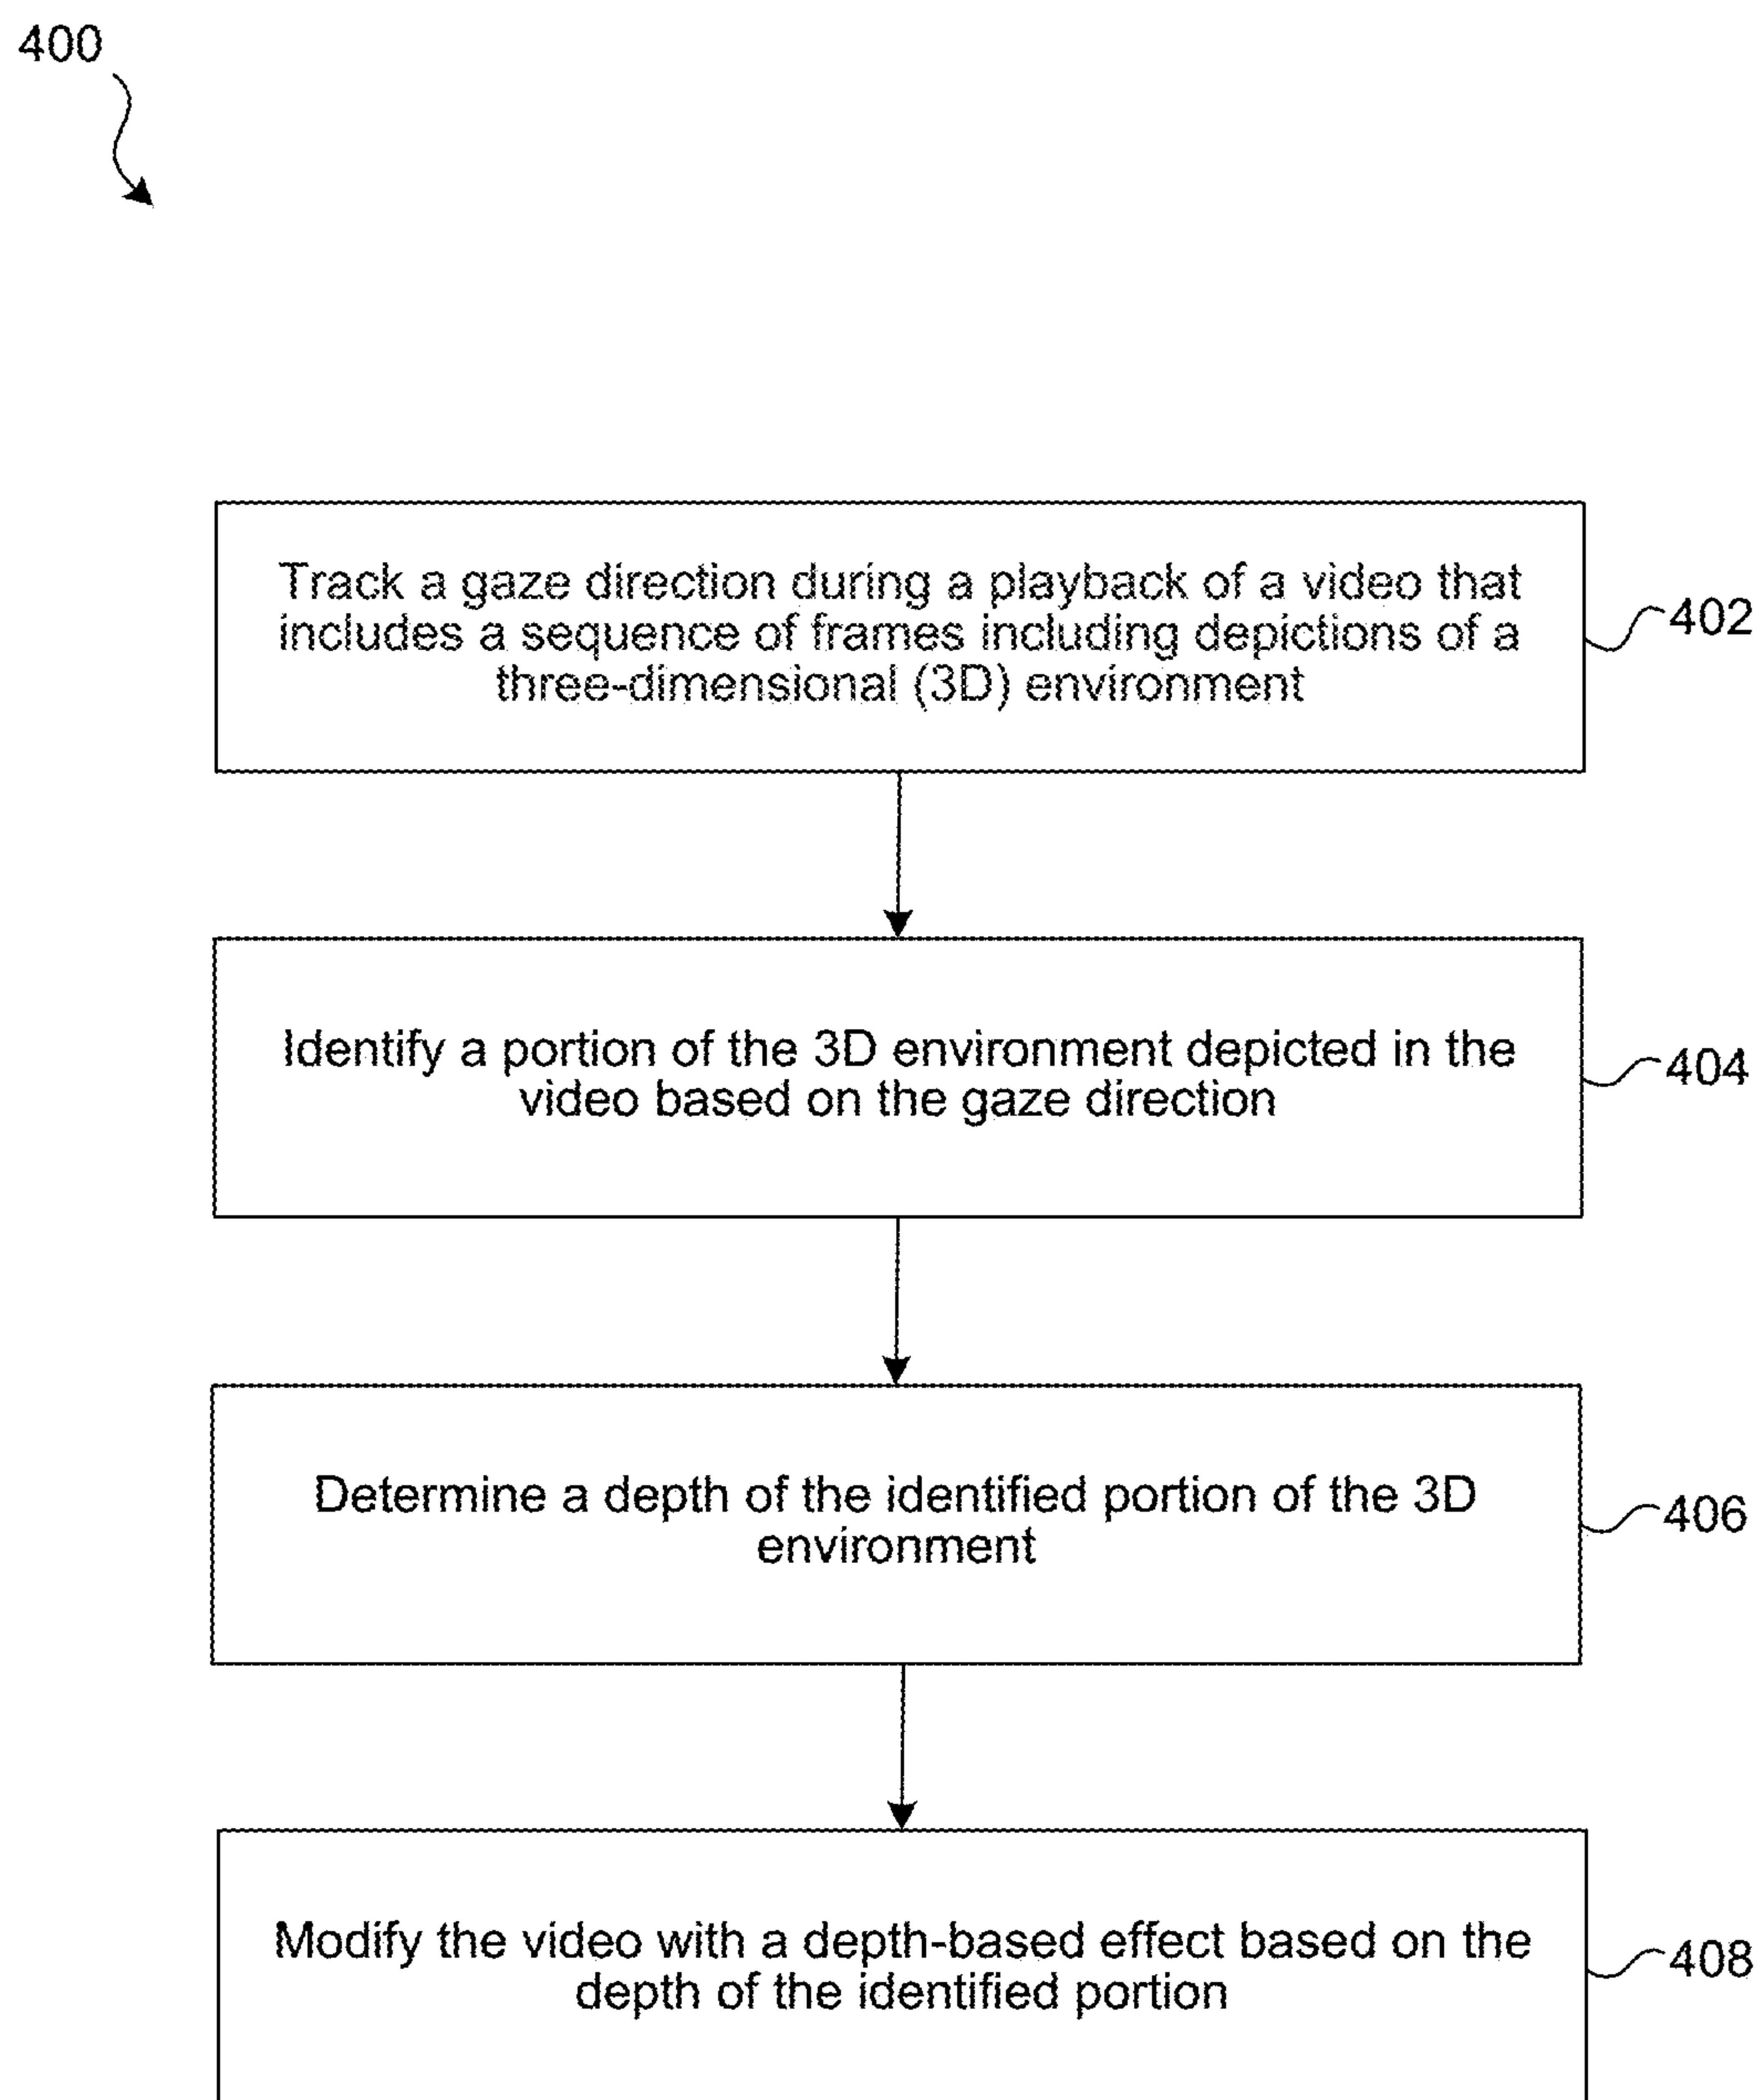 400
Track a gaze direction during a playback of a video that
includes a sequence of frames including depictions of a
three-dimensional (3D) environment
402
Identify a portion of the 3D environment depicted in the
video based on the gaze direction
404
Determine a depth of the identified portion of the 3D
environment
406
Modify the video with a depth-based effect based on the
depth of the identified portion
408